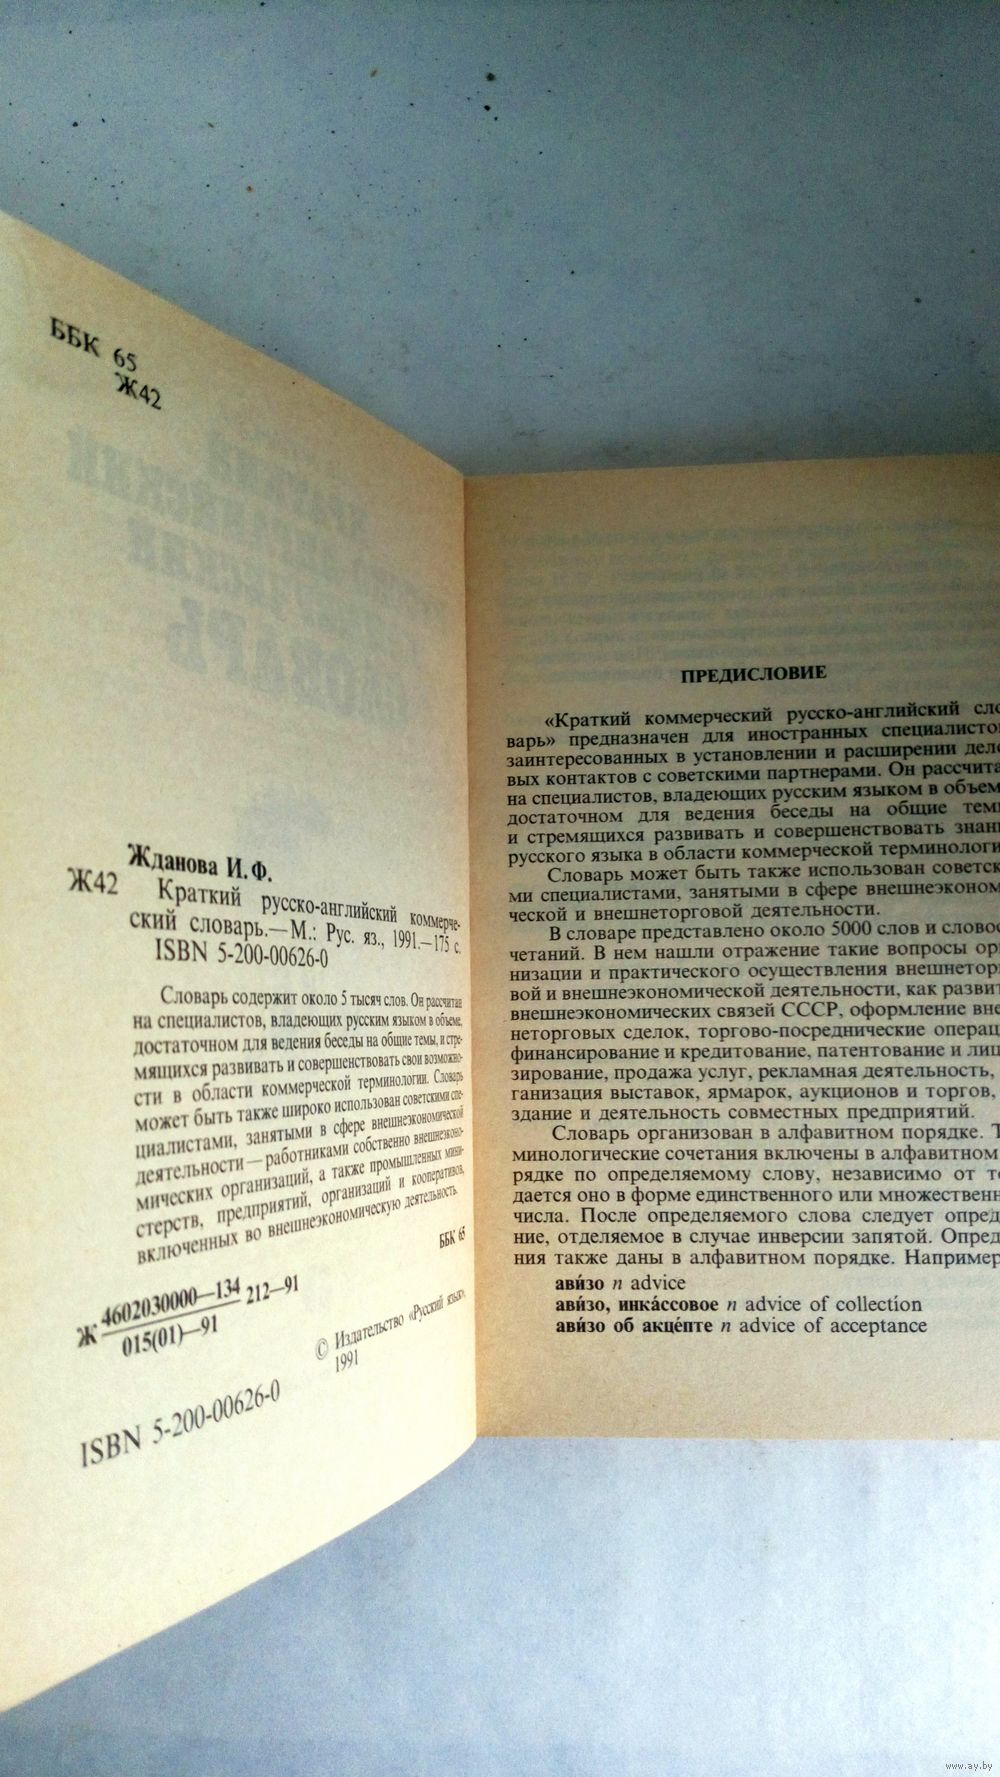 ББК 65
Ж42
Жданова И. Ф.
Ж42
Краткий русско-английский коммерче-
ский словарь.—М.: Рус. яз., 1991.—175 с.
ISBN 5-200-00626-0
Словарь содержит около 5 тысяч слов. Он рассчитан
на специалистов, владеющих русским языком в объеме,
достаточном для ведения беседы на общие темы, и стре-
мящихся развивать и совершенствовать свои возможно-
сти в области коммерческой терминологии. Словарь
может быть также широко использован советскими спе-
циалистами, занятыми в сфере внешнеэкономической
деятельности—работниками собственно внешнеэконо-
мических организаций, а также промышленных мини-
стерств, предприятий, организаций и кооперативов,
включенных во внешнеэкономическую деятельность.
ББК 65
Ж 4602030000—134 212—91
015(01)—91
© Издательство «Русский язык»,
1991
ISBN 5-200-00626-0
ПРЕДИСЛОВИЕ
«Краткий коммерческий русско-английский сло
варь» предназначен для иностранных специалисто
заинтересованных в установлении и расширении дело
вых контактов с советскими партнерами. Он рассчита
на специалистов, владеющих русским языком в объем
достаточном для ведения беседы на общие тем
и стремящихся развивать и совершенствовать знан
русского языка в области коммерческой терминологи
Словарь может быть также использован советск
ми специалистами, занятыми в сфере внешнеэконом
ческой и внешнеторговой деятельности.
В словаре представлено около 5000 слов и словос
четаний. В нем нашли отражение такие вопросы орг
низации и практического осуществления внешнетор
вой и внешнеэкономической деятельности, как развит
внешнеэкономических связей СССР, оформление вне
неторговых сделок, торгово-посреднические операц
финансирование и кредитование, патентование и лиц
зирование, продажа услуг, рекламная деятельность,
ганизация выставок, ярмарок, аукционов и торгов,
здание и деятельность совместных предприятий.
Словарь организован в алфавитном порядке. Т
минологические сочетания включены в алфавитном
рядке по определяемому слову, независимо от то
дается оно в форме единственного или множественн
числа. После определяемого слова следует опред
ние, отделяемое в случае инверсии запятой. Опред
ния также даны в алфавитном порядке. Например
ави́зо n advice
ави́зо, инка́ссовое n advice of collection
ави́зо об акце́пте n advice of acceptance
www.ay.by